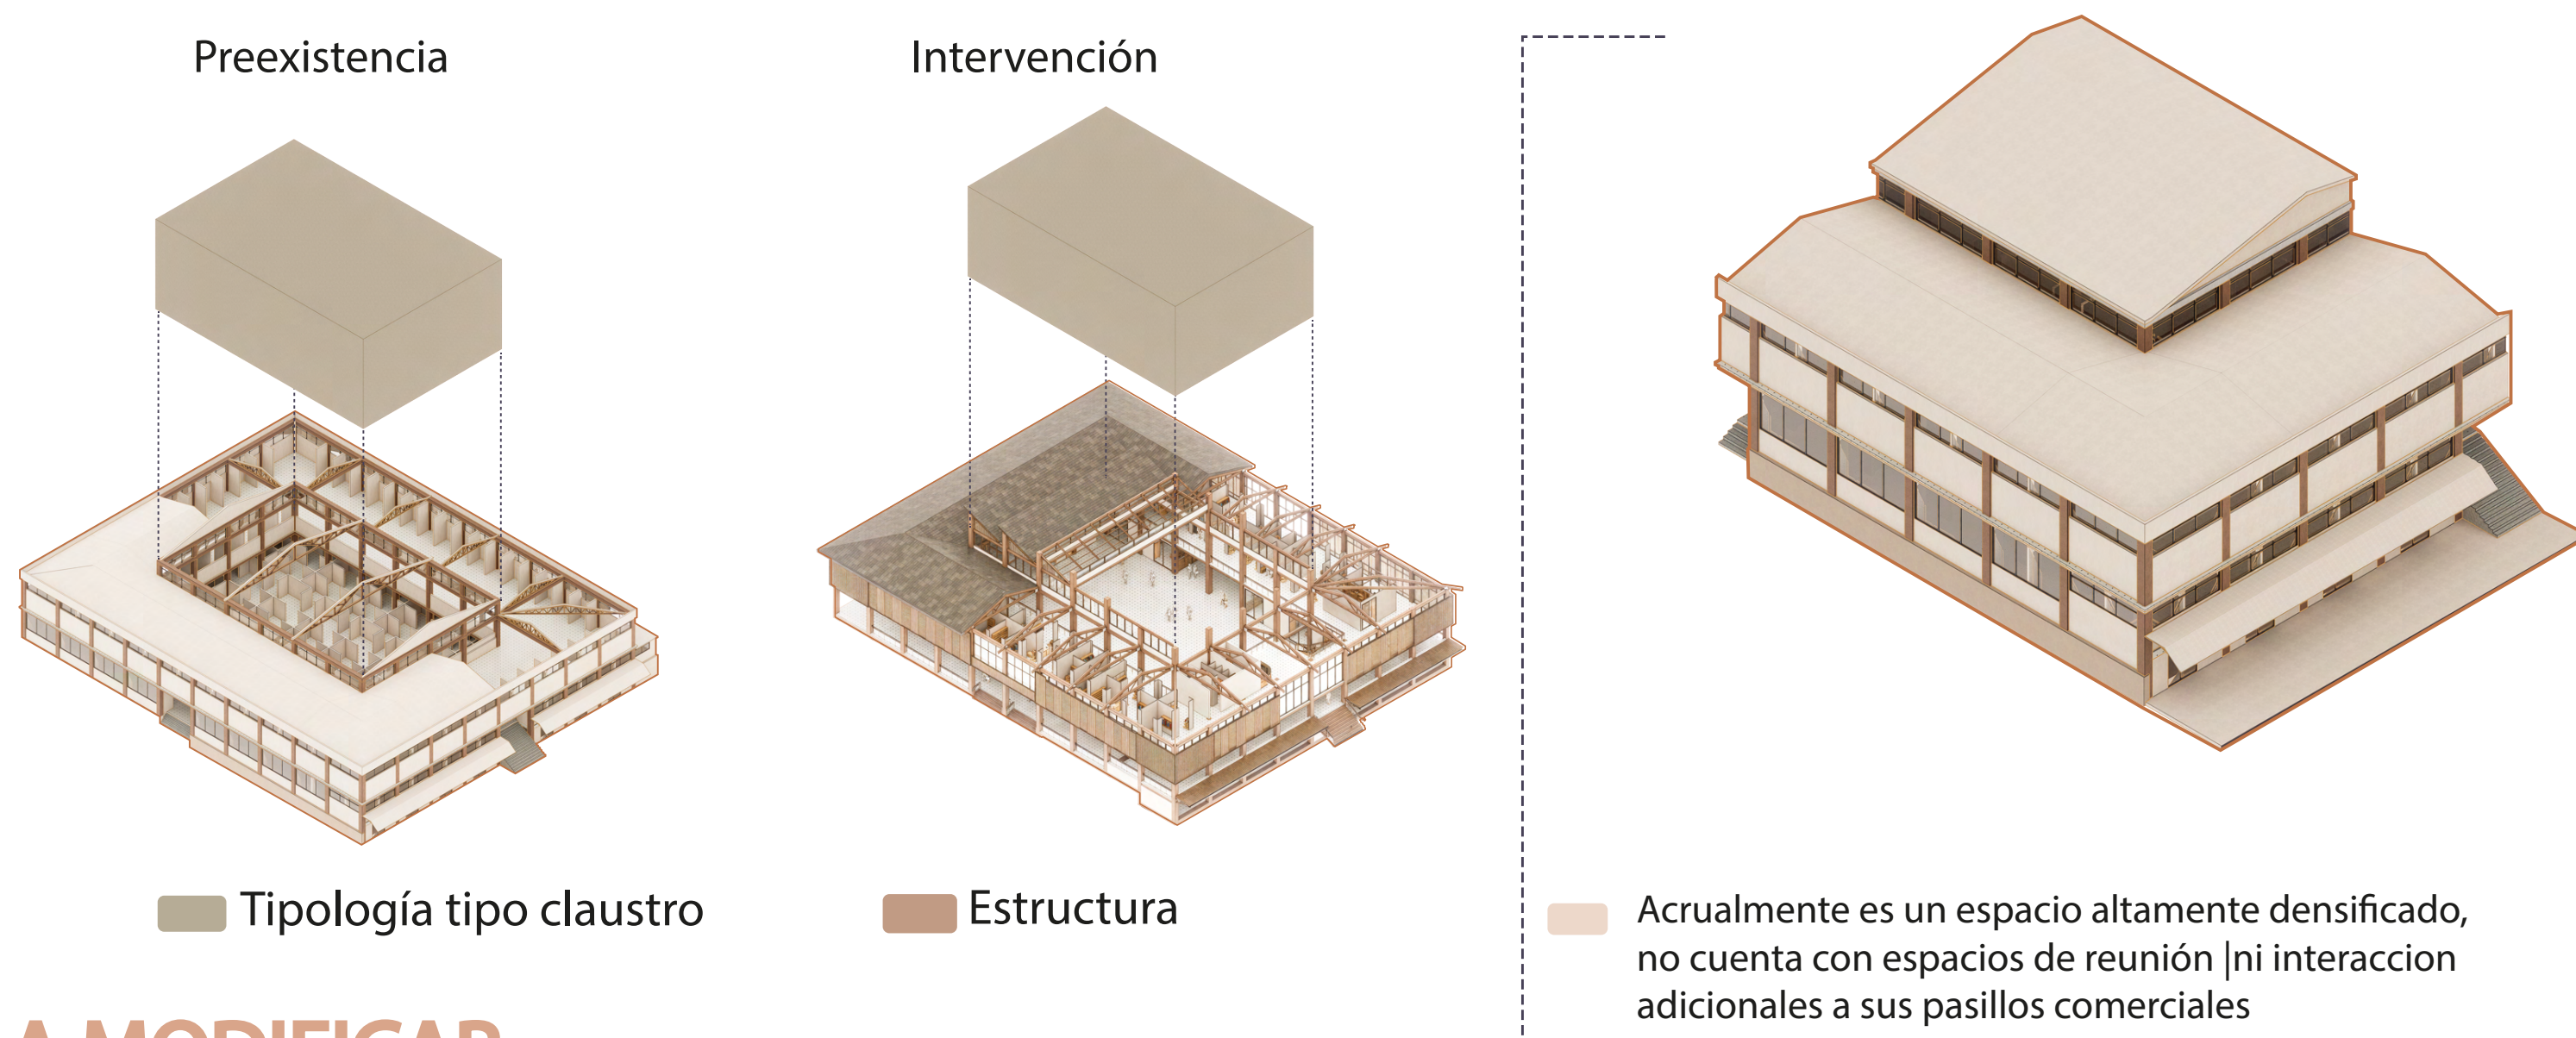 Preexistencia
Intervención
Tipología tipo claustro
Estructura
Acrualmente es un espacio altamente densificado,
no cuenta con espacios de reunión |ni interaccion
adicionales a sus pasillos comerciales
A MODIFICAR